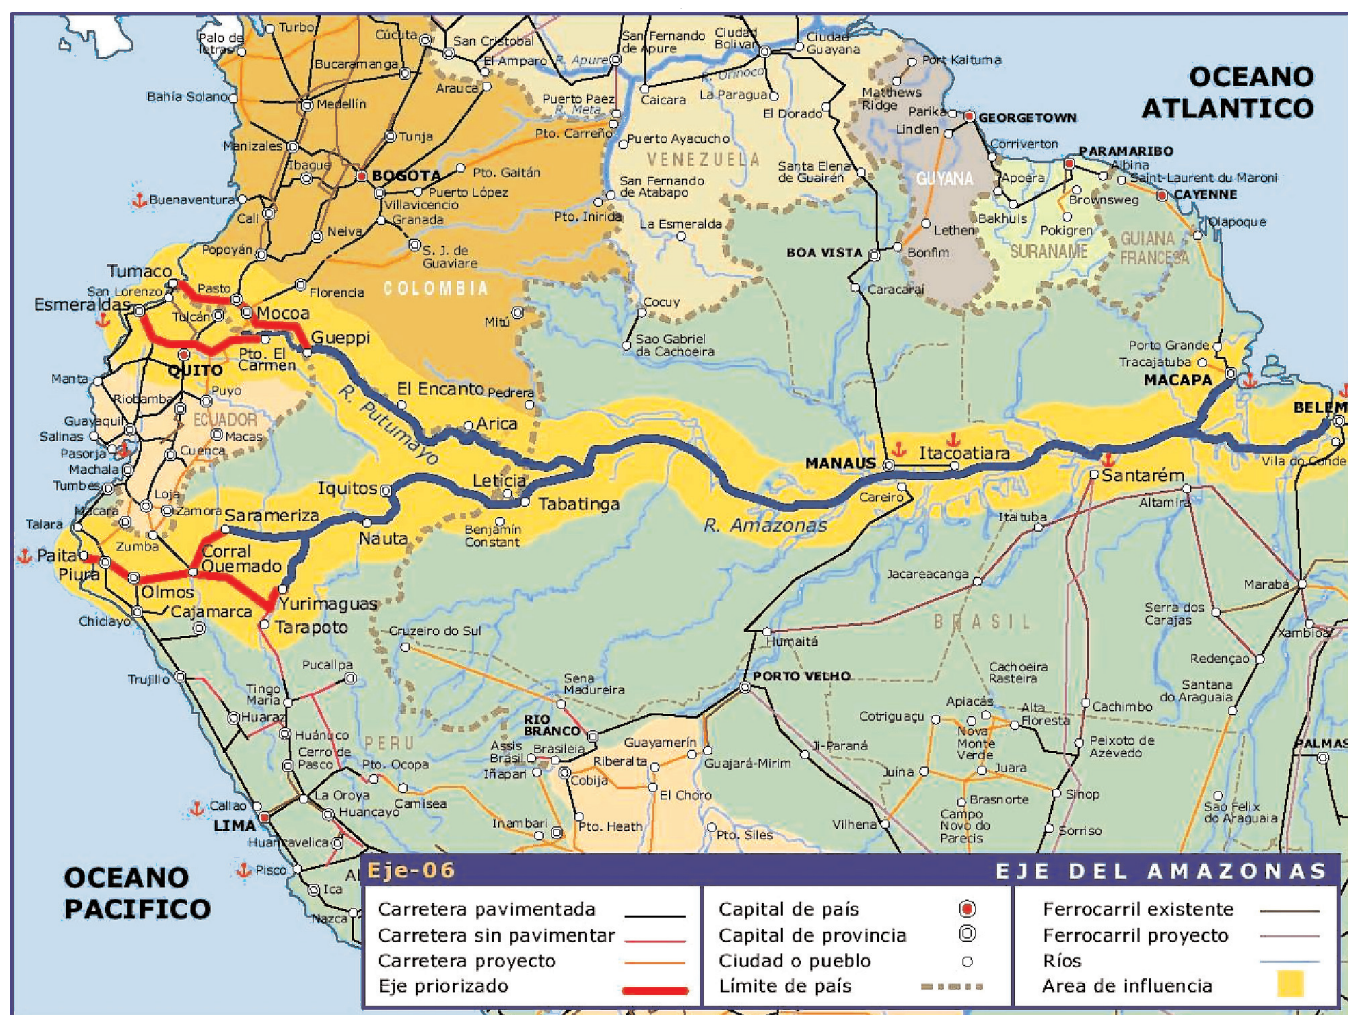 Turbo
Cúcuta
San Cristobal
San Fernando
de Apure
Ciudad
Bolivar
Ciudad
Guayana
Palo de
letras
El Amparo
R. Apure
R. Orinoco
Port Kaituma
Bucaramanga
Arauca
Caicara
La Paragua
Matthews
Ridge
OCEANO
ATLANTICO
Bahía Solano
Medellín
Puerto Paez
R. Meta
El Dorado
Parika
GEORGETOWN
Linden
Pto. Carreño
Tunja
Puerto Ayacucho
Corriverton
Manizales
VENEZUELA
PARAMARIBO
Albina
Ibague
BOGOTA
Pto. Gaitán
Santa Elena
de Guairén
GUYANA
Apoera
Saint-Laurent du Maroni
CAYENNE
Buenaventura
Puerto López
Villavicencio
San Fernando
de Atabapo
Brownsweg
Cali
Granada
Pto. Inirida
La Esmeralda
Bakhuis
Pokigren
Oiapoque
Neiva
Lethen
GUIANA
FRANCESA
Popoyán
S. J. de
Guaviare
BOA VISTA
Bonfim
SURANAME
Tumaco
San Lorenzo
Pasto
Florencia
COLOMBIA
Caracarai
Esmeraldas
Tulcán
Mocoa
Mitú
Cocuy
Gueppi
Sao Gabriel
da Cachoeira
Porto Grande
Pto. El
Carmen
QUITO
Tracajatuba
MACAPA
Manta
Puyo
El Encanto
Pedrera
Riobamba
R. Putumayo
BELEM
Guayaquil
ECUADOR
Arica
Salinas
Macas
Pasorja
Cuenca
MANAUS
Itacoatiara
Machala
Vila do Conde
Tumbes
Iquitos
Leticia
Santarém
Loja
Careiro
Zamora
Tabatinga
Altamira
Macara
Sarameriza
R. Amazonas
Talara
Nauta
Benjamín
Constant
Itaituba
Zumba
Paita
Corral
Quemado
Piura
Jacareacanga
Marabá
Olmos
Yurimaguas
Cajamarca
Serra dos
Carajas
Chiclayo
Tarapoto
BRASIL
Cruzeiro do Sul
Humaitá
Xambioa
Pucallpa
Redençao
Trujillo
Cachoeira
Rasteira
Tingo
Maria
Sena
Madureira
PORTO VELHO
Santana
do Araguaia
Huaraz
Apiacás
Cachimbo
Cotriguaçu
Alta
Floresta
RIO
BRANCO
Nova
Monte
Verde
Huánuco
PERU
Guayamerín
Cerro de
Pasco
Assis
Brasil
Brasileia
Ji-Paraná
Peixoto de
Azevedo
PALMAS
Pto. Ocopa
Riberalta
Guajará-Mirim
Iñapari
Cobija
Juina
Juara
La Oroya
Camisea
El Choro
Brasnorte
Sinop
Sao Felix
do Araguaia
Callao
Huancayo
LIMA
Inambari
Pto. Heath
Pto. Siles
Vilhena
Campo
Novo do
Parecis
Sorriso
Huancavelica
Pisco
OCEANO
PACIFICO
Ica
Nazca
Eje-06
EJE DEL AMAZONAS
Carretera pavimentada
Carretera sin pavimentar
Carretera proyecto
Eje priorizado
Capital de país
Capital de provincia
Ciudad o pueblo
Límite de país
Ferrocarril existente
Ferrocarril proyecto
Ríos
Area de influencia